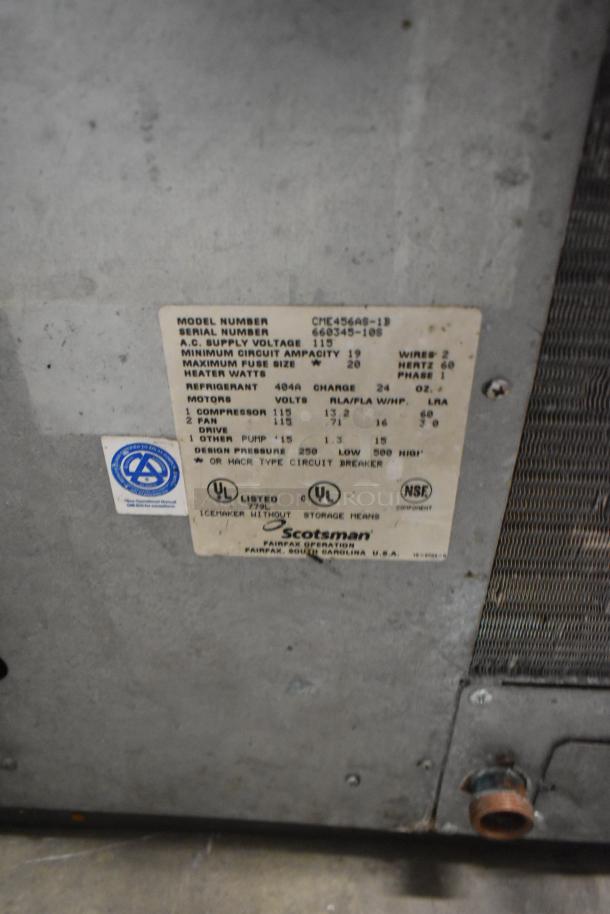 MODEL NUMBER CME456AS-1B
SERIAL NUMBER 660345-10S
A.C. SUPPLY VOLTAGE 115
MINIMUM CIRCUIT AMPACITY 19 WIRES 2
MAXIMUM FUSE SIZE * 20 HERTZ 60
HEATER WATTS PHASE 1
REFRIGERANT 404A CHARGE 24 OZ.
MOTORS VOLTS RLA/FLA W/HP. LRA
1 COMPRESSOR 115 13.2 60
2 FAN 115 .71 16 3.0
DRIVE
1 OTHER PUMP 115 1.3 15
DESIGN PRESSURE 250 LOW 500 HIGH
* OR HACR TYPE CIRCUIT BREAKER
UL LISTED c UL NSF
779L COMPONENT
ICEMAKER WITHOUT STORAGE MEANS
Scotsman
FAIRFAX OPERATION
FAIRFAX, SOUTH CAROLINA U.S.A.